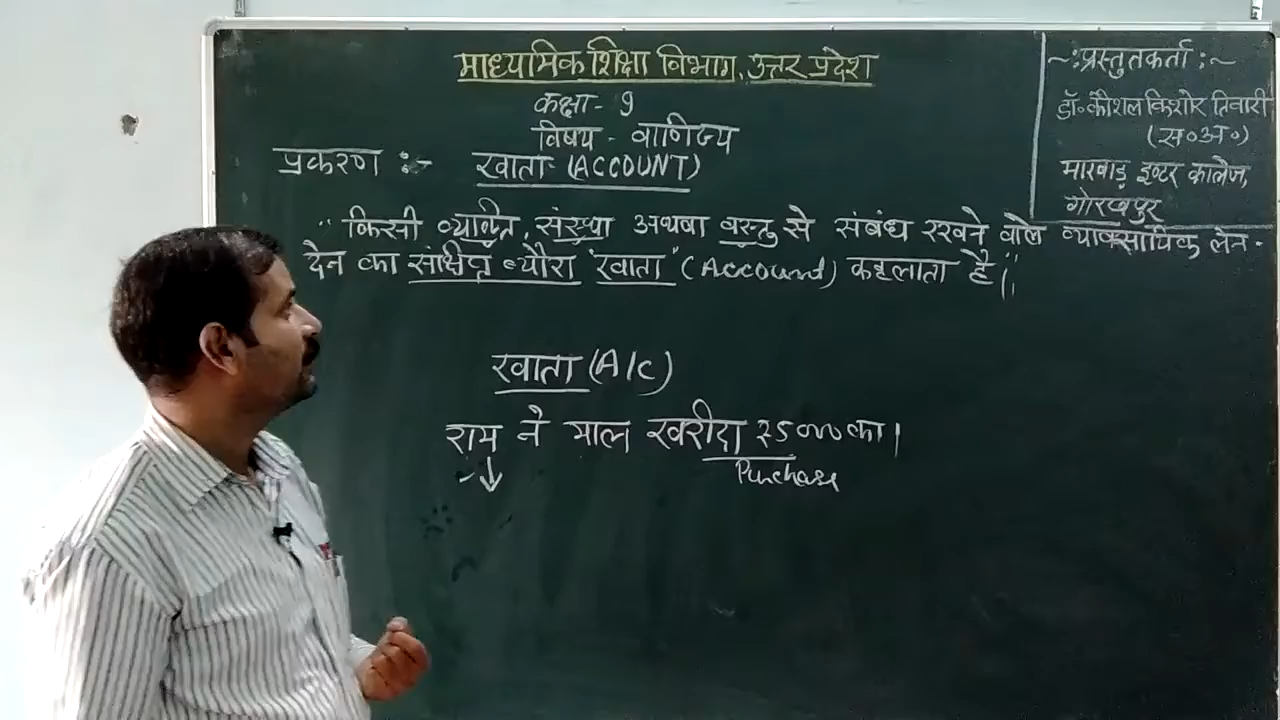 माध्यमिक शिक्षा विभाग, उत्तर प्रदेश
कक्षा - 9
विषय - वाणिज्य
प्रकरण :- खाता (ACCOUNT)
~:प्रस्तुतकर्ता:~
डॉ० कौशल किशोर तिवारी
(स०अ०)
मारवाड़ इण्टर कालेज,
गोरखपुर
"किसी व्यक्ति, संस्था अथवा वस्तु से संबंध रखने वाले व्यावसायिक लेन-
देन का संक्षिप्त ब्यौरा "खाता" (Account) कहलाता है।"
खाता (A/C)
राम ने माल खरीदा ₹5000 का।
Purchase